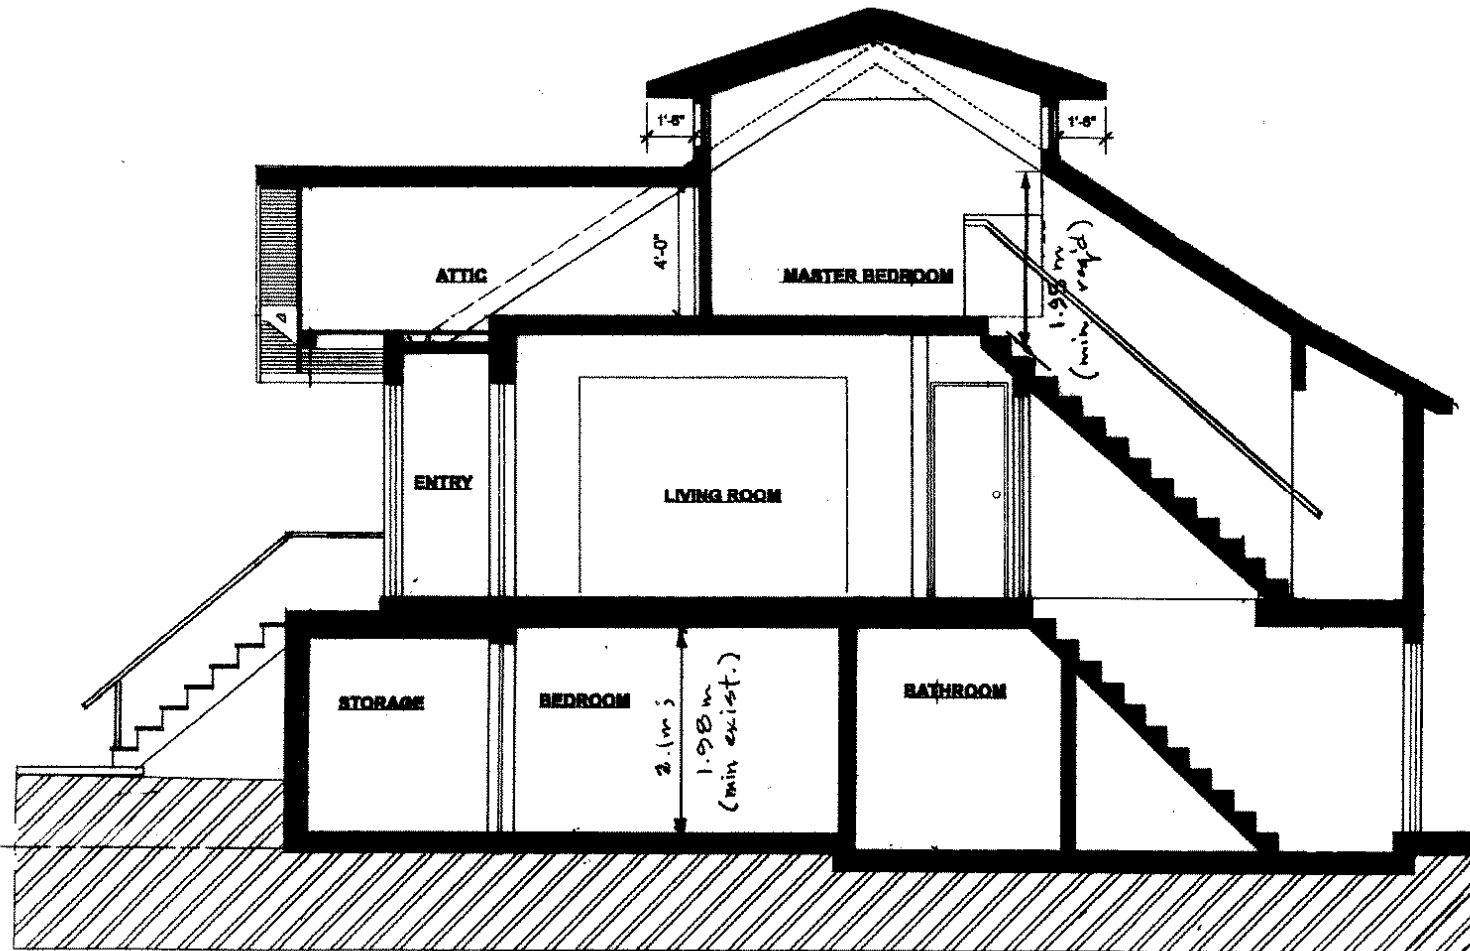 1'-6"
1'-6"
4'-0"
ATTIC
MASTER BEDROOM
1.98 m
(min req'd)
ENTRY
LIVING ROOM
STORAGE
BEDROOM
2.1m;
1.98 m
(min exist.)
BATHROOM